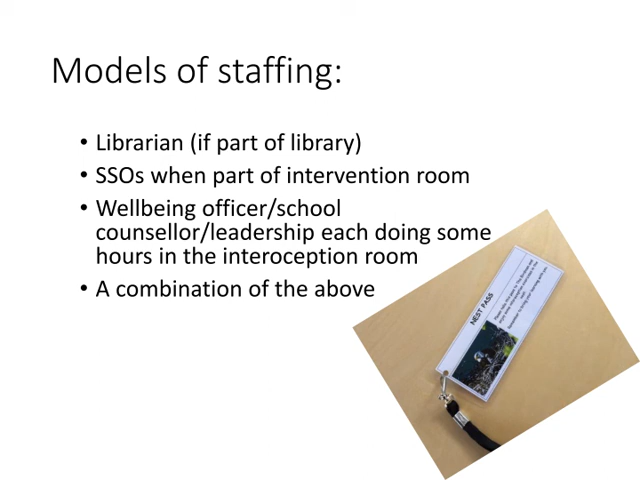 Models of staffing:
• Librarian (if part of library)
• SSOs when part of intervention room
• Wellbeing officer/school
counsellor/leadership each doing some
hours in the interoception room
• A combination of the above
NEST PASS